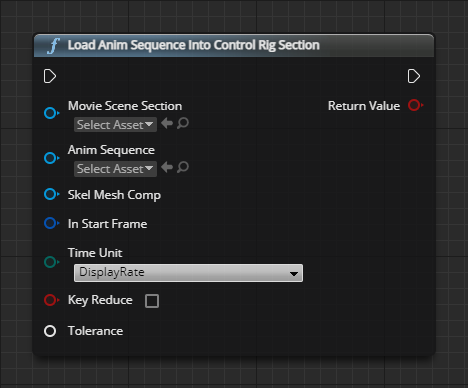 Load Anim Sequence Into Control Rig Section
Movie Scene Section
Return Value
Select Asset
Anim Sequence
Select Asset
Skel Mesh Comp
In Start Frame
Time Unit
DisplayRate
Key Reduce
Tolerance